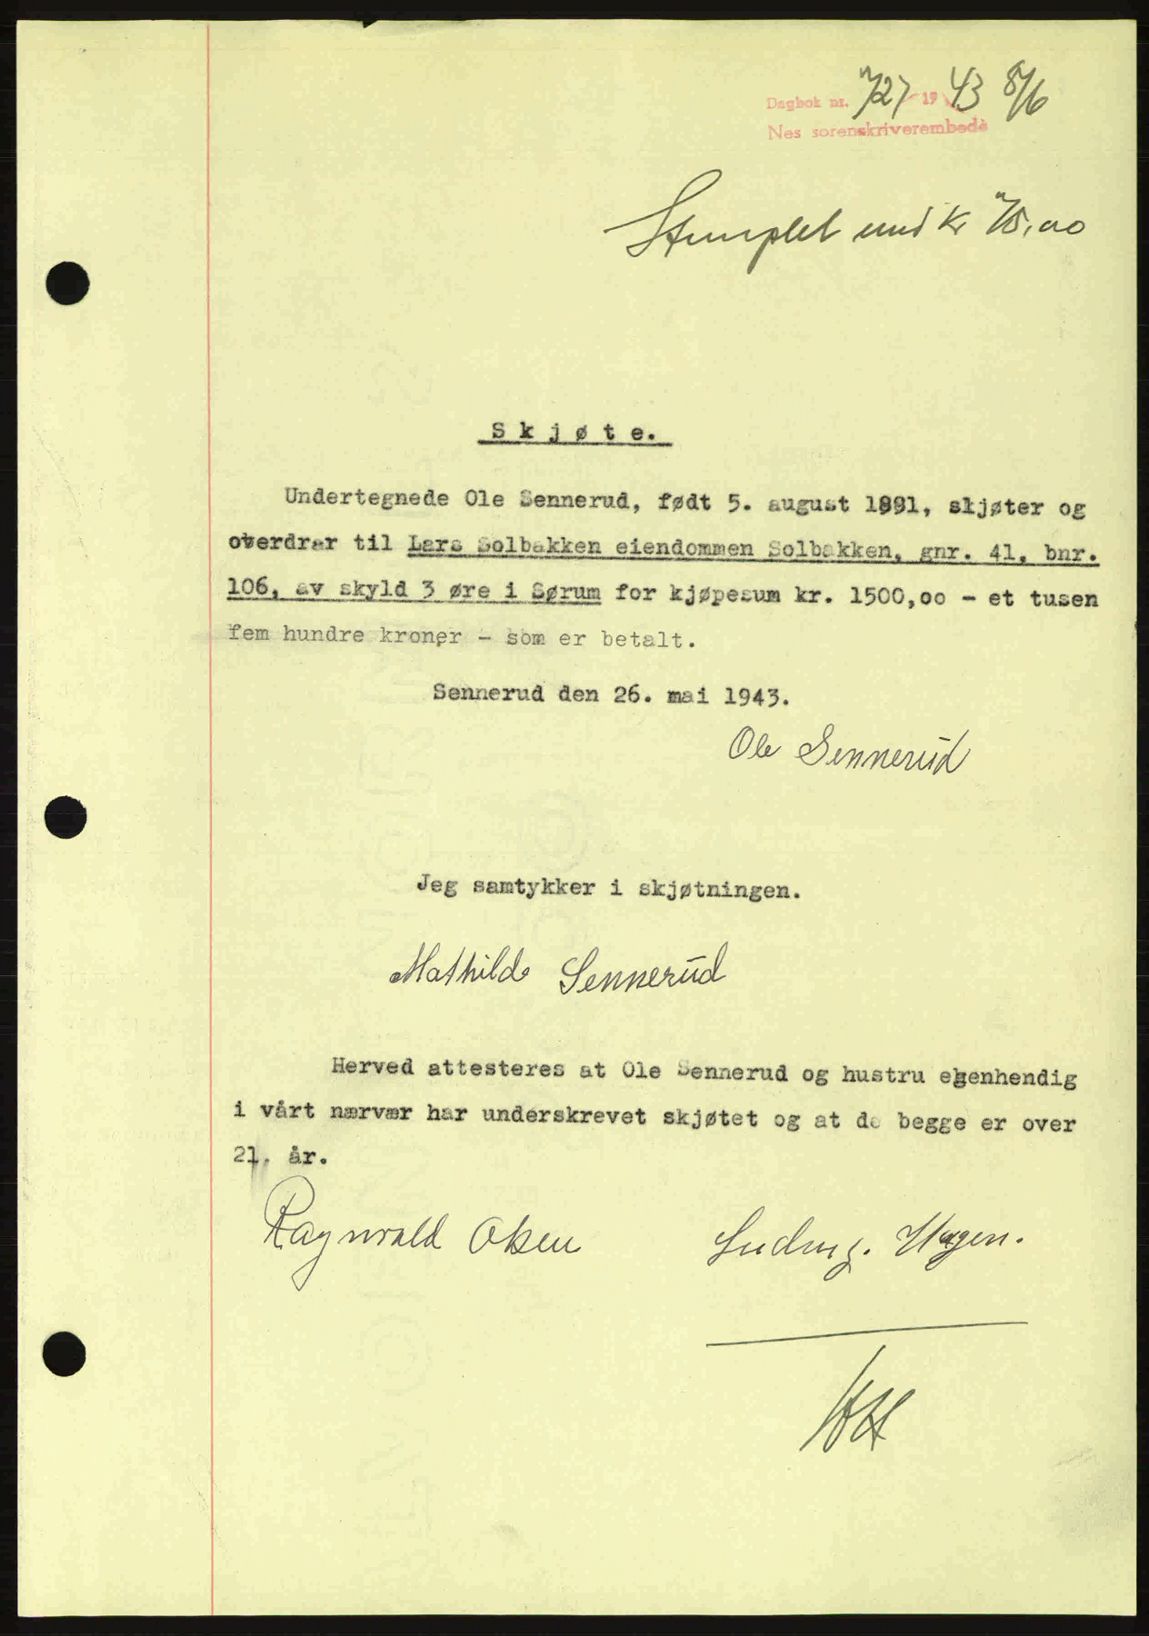 Dagbok nr. 727 - 1943 8/6
Nes sorenskriverembede
Stemplet med kr 75,00
Skjøte.
Undertegnede Ole Sennerud, født 5. august 1891, skjøter og
overdrar til Lars Solbakken eiendommen Solbakken, gnr. 41, bnr.
106, av skyld 3 øre i Sørum for kjøpesum kr. 1500,oo - et tusen
fem hundre kroner - som er betalt.
Sennerud den 26. mai 1943.
Ole Sennerud
Jeg samtykker i skjøtningen.
Mathilde Sennerud
Herved attesteres at Ole Sennerud og hustru egenhendig
i vårt nærvær har underskrevet skjøtet og at de begge er over
21. år.
Ragnvald Olsen Ludvig. Hagen.